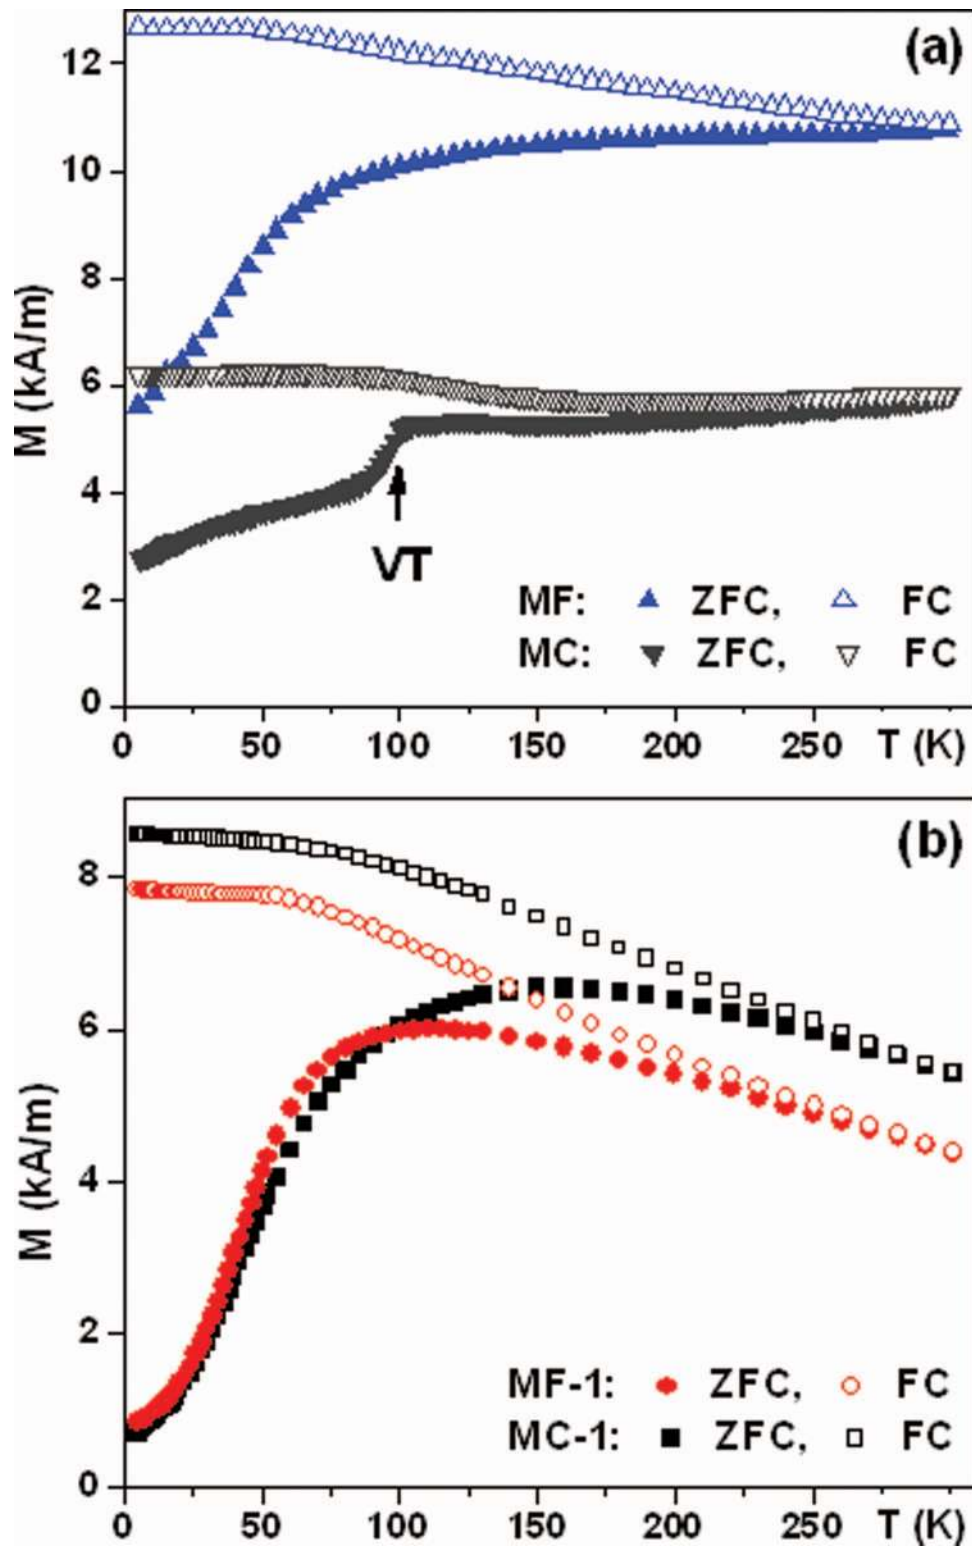 (a)
12
10
8
6
4
2
0
M (kA/m)
VT
MF: ZFC, FC
MC: ZFC, FC
0 50 100 150 200 250 T (K)
(b)
8
6
4
2
0
M (kA/m)
MF-1: ZFC, FC
MC-1: ZFC, FC
0 50 100 150 200 250 T (K)